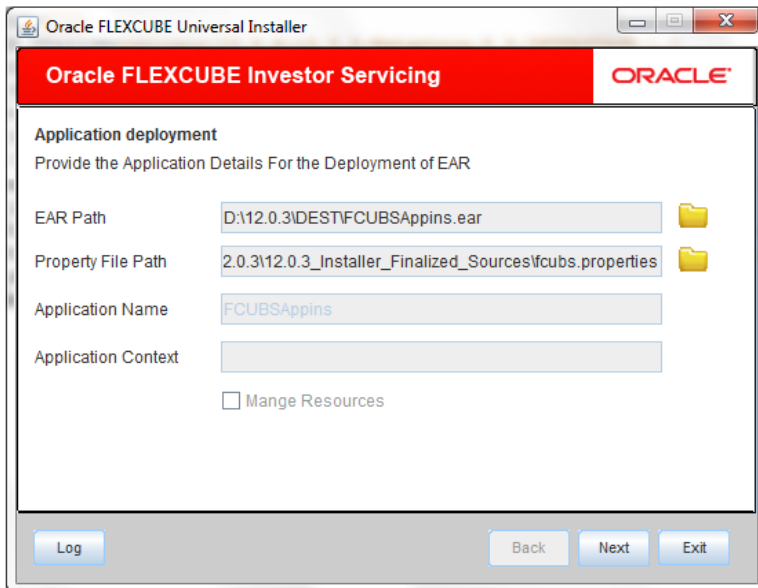 Oracle FLEXCUBE Universal Installer
Oracle FLEXCUBE Investor Servicing
ORACLE
Application deployment
Provide the Application Details For the Deployment of EAR
EAR Path
D:\12.0.3\DEST\FCUBSAppins.ear
Property File Path
2.0.3\12.0.3_Installer_Finalized_Sources\fcubs.properties
Application Name
FCUBSAppins
Application Context
Mange Resources
Log
Back
Next
Exit